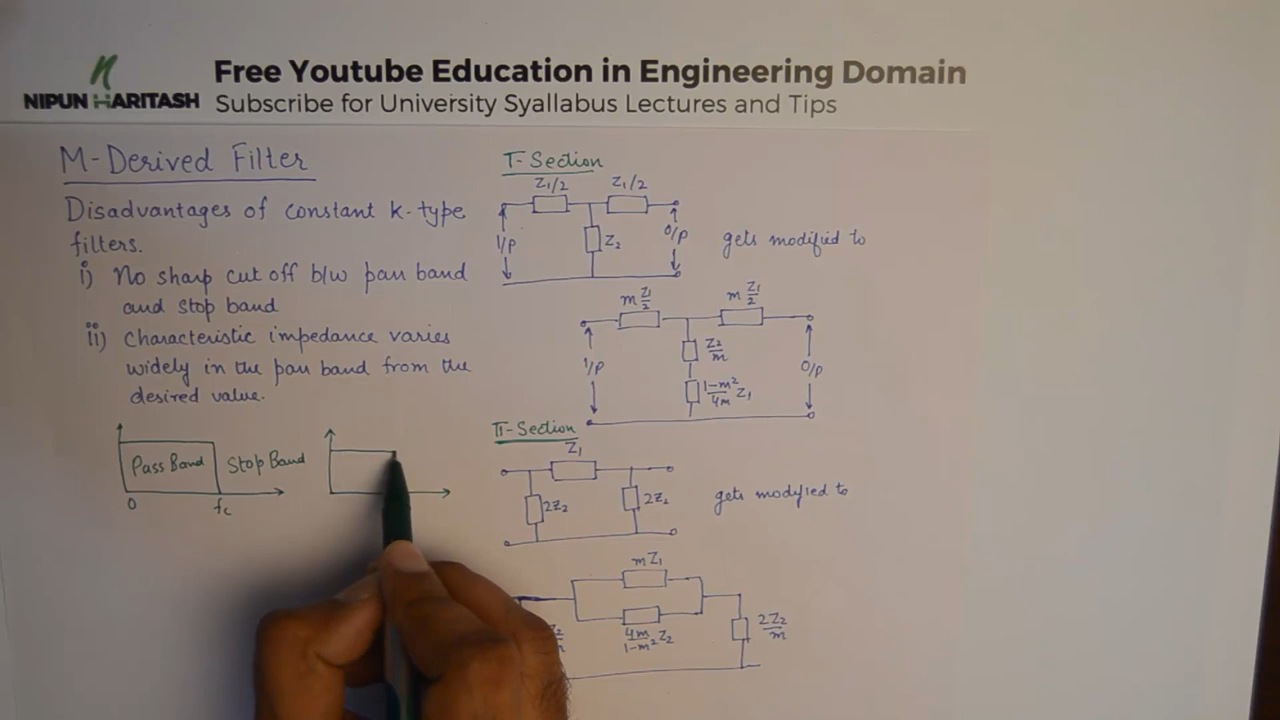 NIPUN HARITASH
Free Youtube Education in Engineering Domain
Subscribe for University Syallabus Lectures and Tips
M-Derived Filter
Disadvantages of constant k-type
filters.
i) No sharp cut off b/w pass band
and stop band
ii) Characteristic impedance varies
widely in the pass band from the
desired value.
Pass Band
Stop Band
0
fc
T-Section
Z1/2
Z1/2
I/P
Z2
O/P
gets modified to
m Z1/2
m Z1/2
I/P
Z2/m
1-m²/4m Z1
O/P
π-Section
Z1
2Z2
2Z2
gets modified to
mZ1
4m/1-m² Z2
2Z2/m